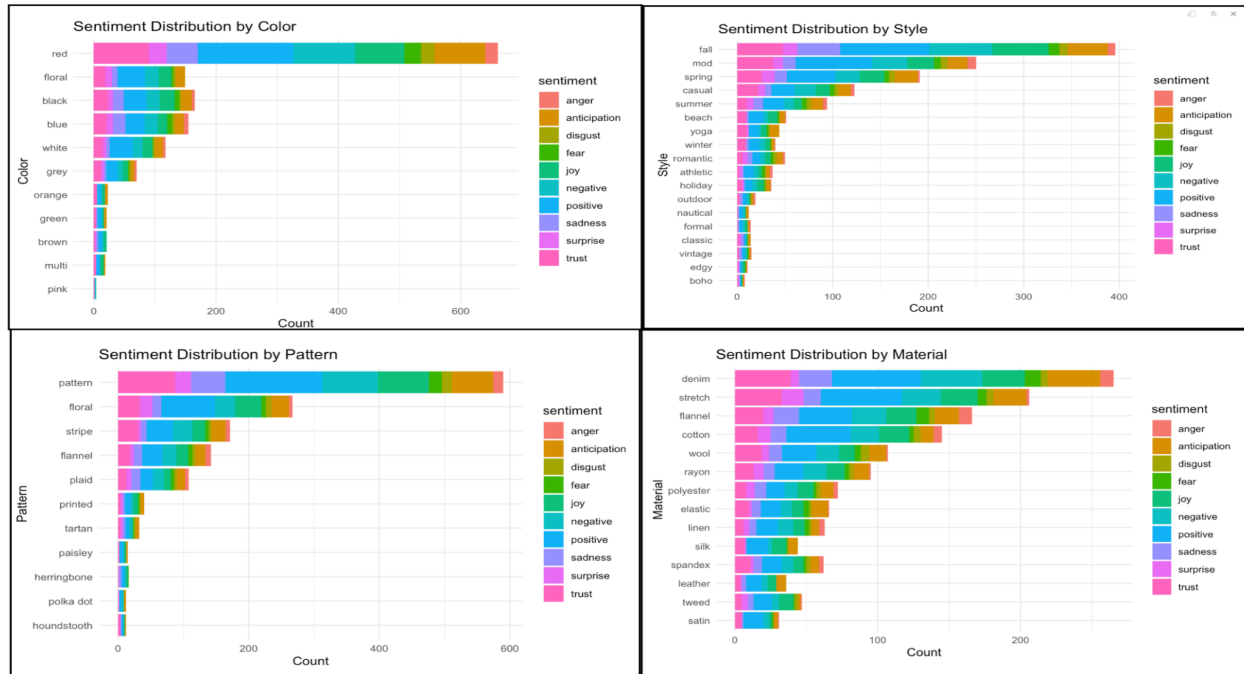 Sentiment Distribution by Color
red
floral
black
blue
white
grey
orange
green
brown
multi
pink
Color
0
200
400
600
Count
sentiment
anger
anticipation
disgust
fear
joy
negative
positive
sadness
surprise
trust
Sentiment Distribution by Style
fall
mod
spring
casual
summer
beach
yoga
winter
romantic
athletic
holiday
outdoor
nautical
formal
classic
vintage
edgy
boho
Style
0
100
200
300
400
Count
sentiment
anger
anticipation
disgust
fear
joy
negative
positive
sadness
surprise
trust
Sentiment Distribution by Pattern
pattern
floral
stripe
flannel
plaid
printed
tartan
paisley
herringbone
polka dot
houndstooth
Pattern
0
200
400
600
Count
sentiment
anger
anticipation
disgust
fear
joy
negative
positive
sadness
surprise
trust
Sentiment Distribution by Material
denim
stretch
flannel
cotton
wool
rayon
polyester
elastic
linen
silk
spandex
leather
tweed
satin
Material
0
100
200
Count
sentiment
anger
anticipation
disgust
fear
joy
negative
positive
sadness
surprise
trust